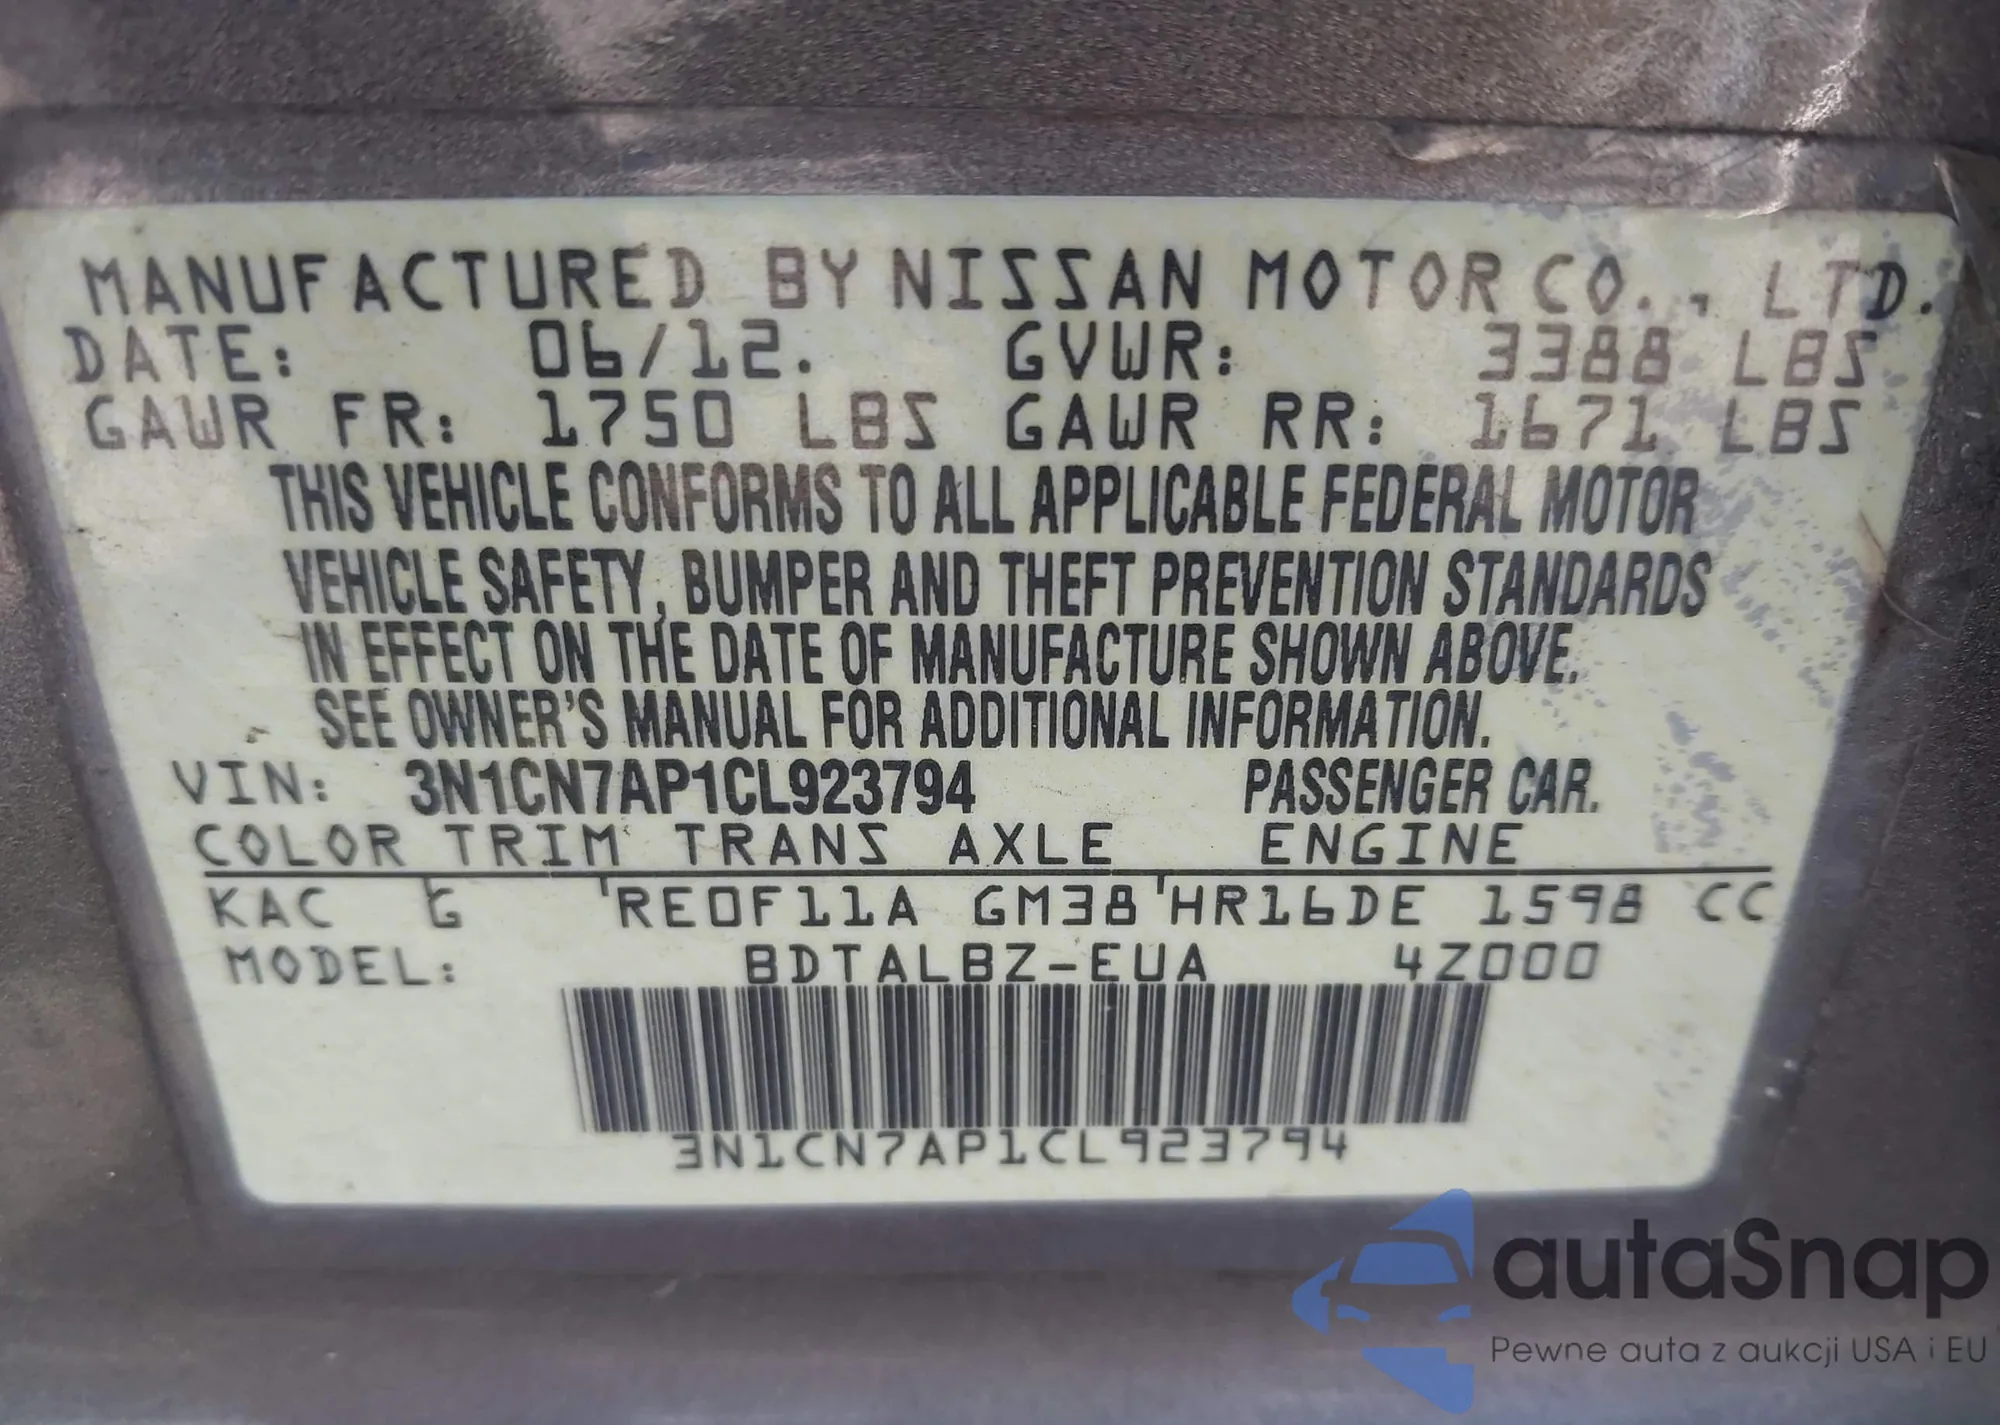 MANUFACTURED BY NISSAN MOTOR CO., LTD.
DATE: 06/12. GVWR: 3388 LBS
GAWR FR: 1750 LBS GAWR RR: 1671 LBS
THIS VEHICLE CONFORMS TO ALL APPLICABLE FEDERAL MOTOR
VEHICLE SAFETY, BUMPER AND THEFT PREVENTION STANDARDS
IN EFFECT ON THE DATE OF MANUFACTURE SHOWN ABOVE.
SEE OWNER'S MANUAL FOR ADDITIONAL INFORMATION.
VIN: 3N1CN7AP1CL923794 PASSENGER CAR.
COLOR TRIM TRANS AXLE ENGINE
KAC G RE0F11A GM38 HR16DE 1598 CC
MODEL: BDTALBZ-EUA 4Z000
3N1CN7AP1CL923794
autaSnap
Pewne auta z aukcji USA i EU